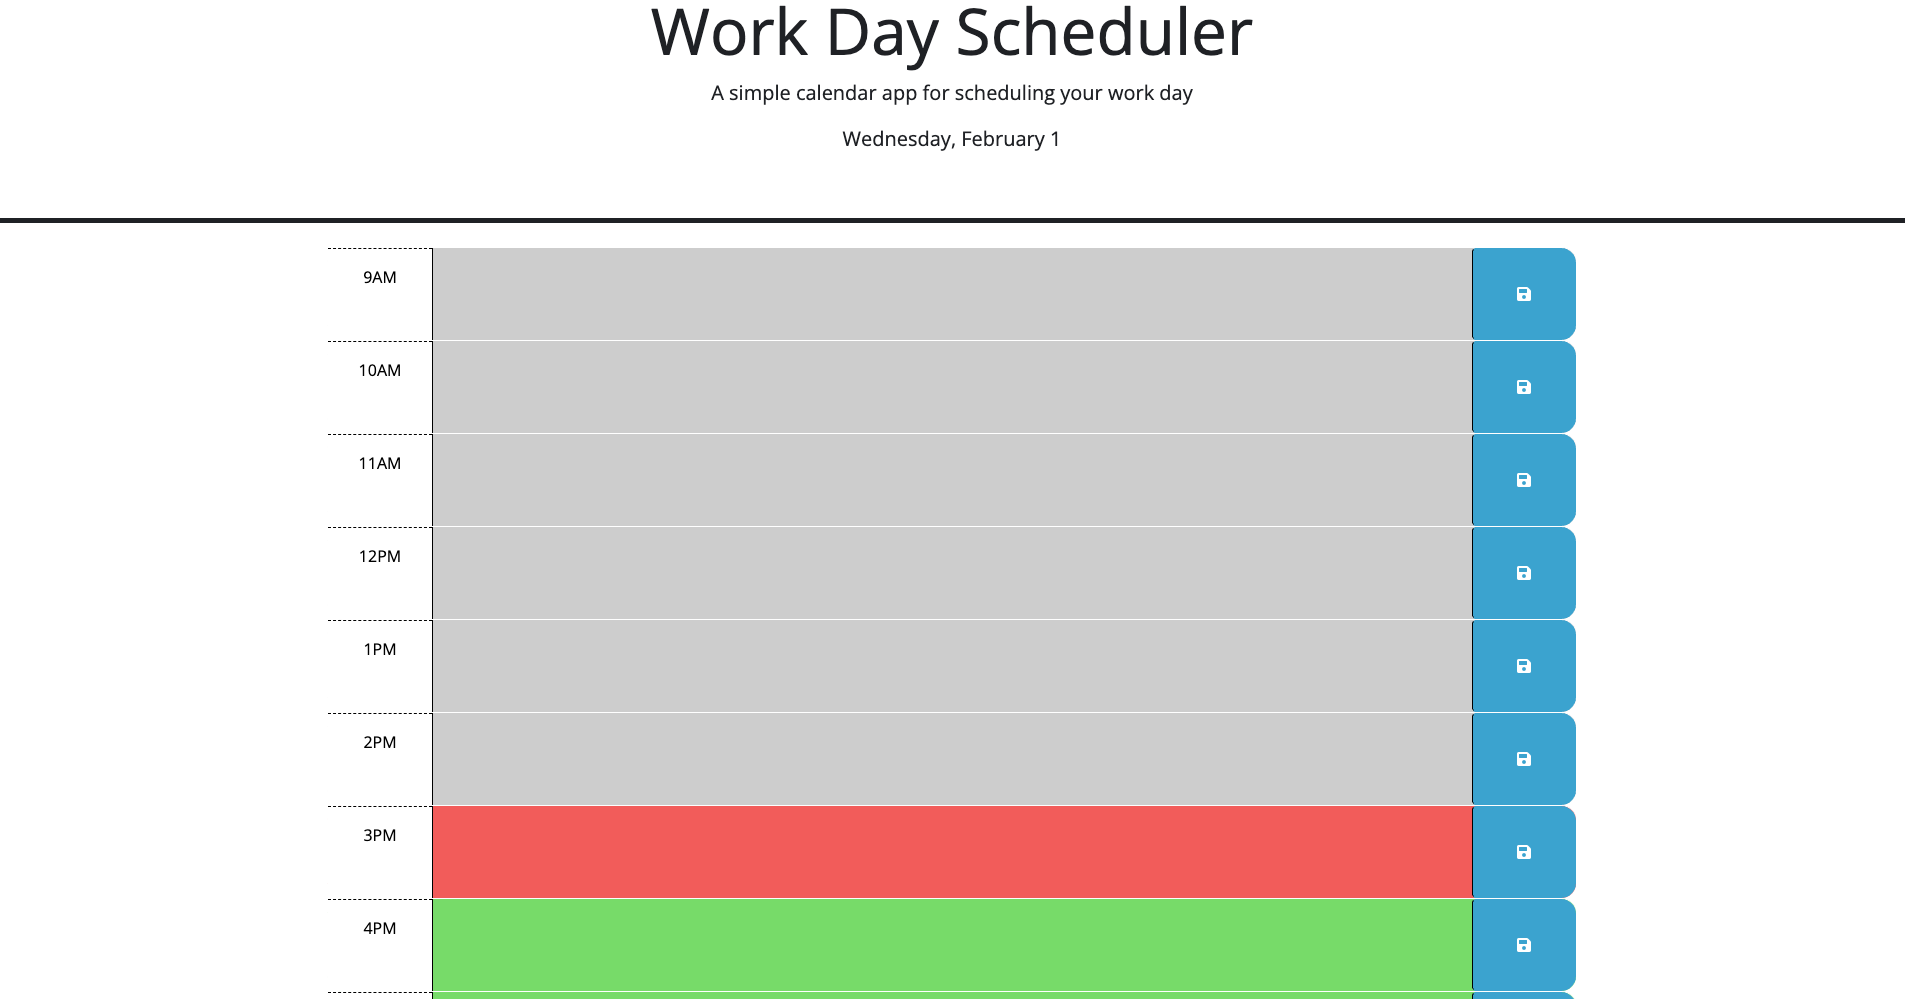 Work Day Scheduler
A simple calendar app for scheduling your work day
Wednesday, February 1
9AM
10AM
11AM
12PM
1PM
2PM
3PM
4PM